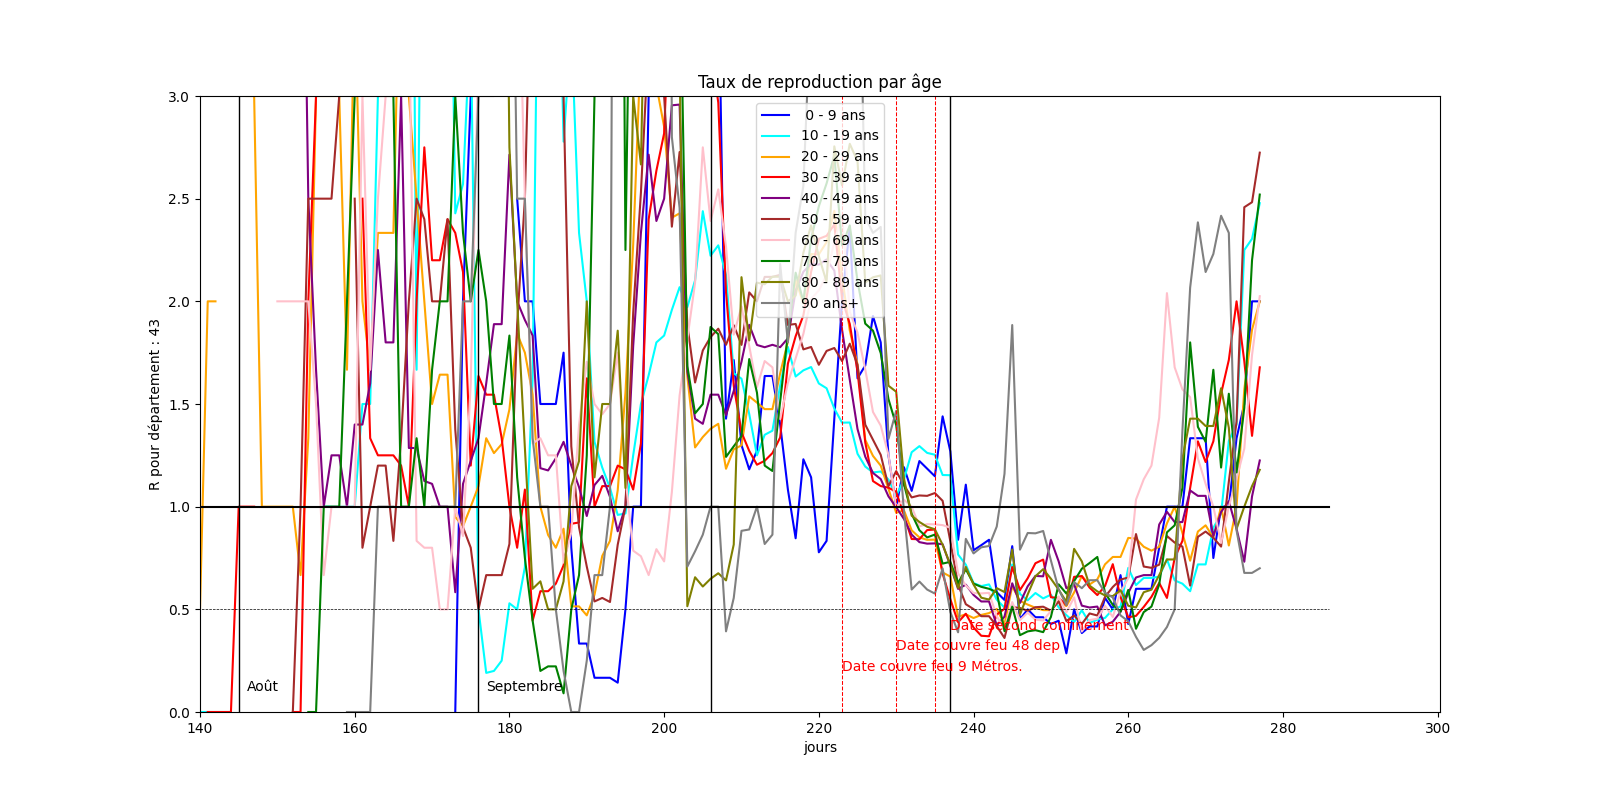 Taux de reproduction par âge
R pour département : 43
3.0
2.5
2.0
1.5
1.0
0.5
0.0
0 - 9 ans
10 - 19 ans
20 - 29 ans
30 - 39 ans
40 - 49 ans
50 - 59 ans
60 - 69 ans
70 - 79 ans
80 - 89 ans
90 ans+
Date second confinement
Date couvre feu 48 dep
Date couvre feu 9 Métros.
Août
Septembre
140 160 180 200 220 240 260 280 300
jours